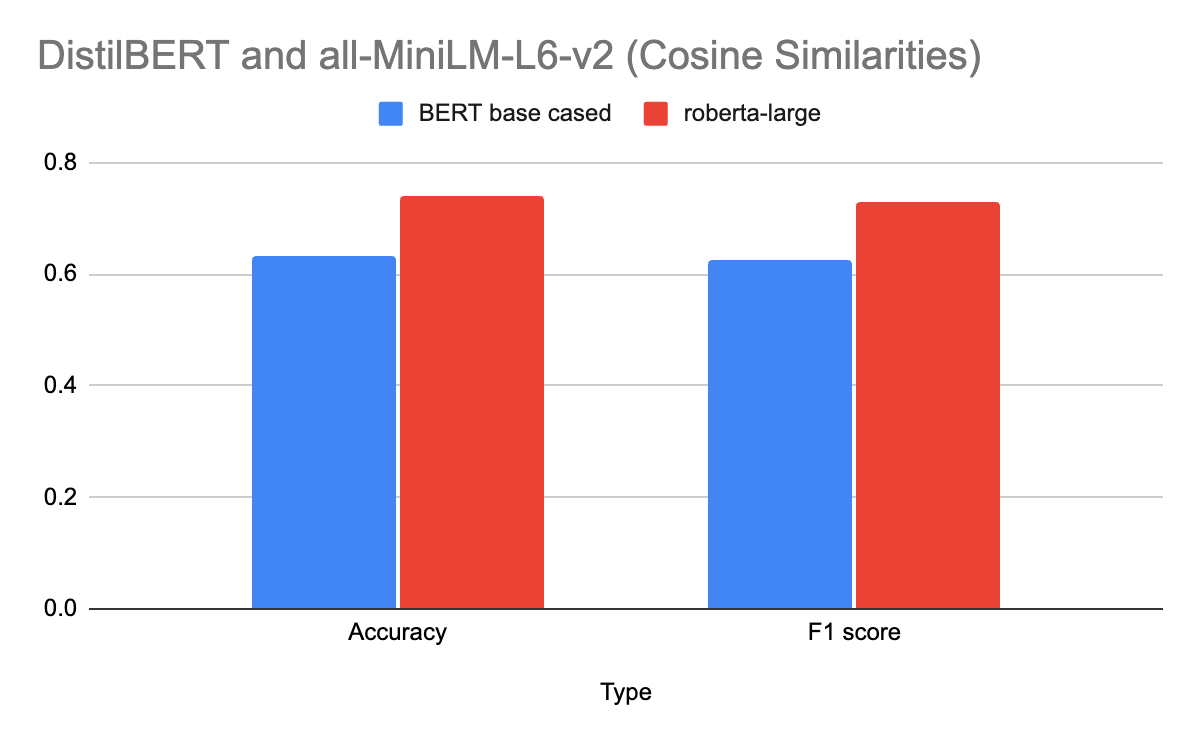 DistilBERT and all-MiniLM-L6-v2 (Cosine Similarities)
BERT base cased roberta-large
0.8
0.6
0.4
0.2
0.0
Accuracy F1 score
Type